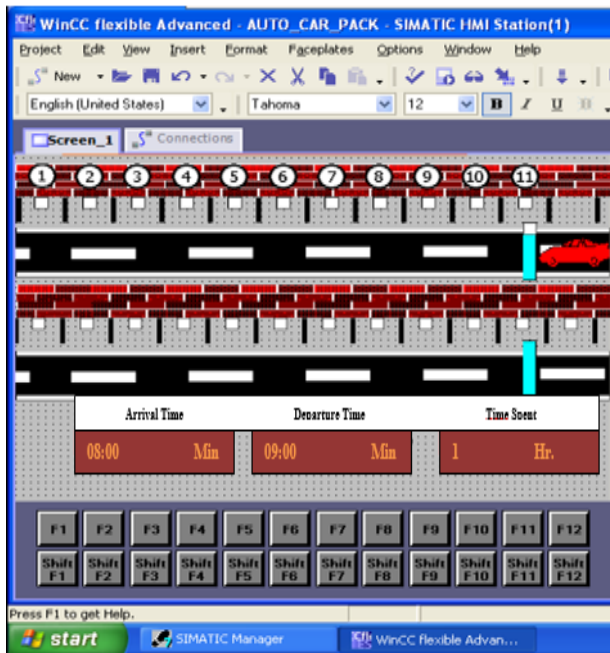 WinCC flexible Advanced - AUTO_CAR_PACK - SIMATIC HMI Station(1)
Project Edit View Insert Format Faceplates Options Window Help
New
English (United States) Tahoma 12 B I U B
Screen_1 Connections
1 2 3 4 5 6 7 8 9 10 11
Arrival Time Departure Time Time Spent
08:00 Min 09:00 Min 1 Hr.
F1 F2 F3 F4 F5 F6 F7 F8 F9 F10 F11 F12
Shift Shift Shift Shift Shift Shift Shift Shift Shift Shift Shift Shift
F1 F2 F3 F4 F5 F6 F7 F8 F9 F10 F11 F12
Press F1 to get Help.
start SIMATIC Manager WinCC flexible Advan...